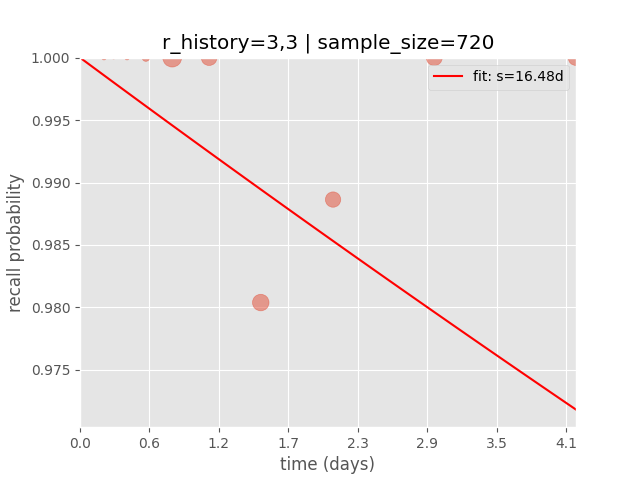 r_history=3,3 | sample_size=720
fit: s=16.48d
1.000
0.995
0.990
0.985
0.980
0.975
recall probability
0.0 0.6 1.2 1.7 2.3 2.9 3.5 4.1
time (days)